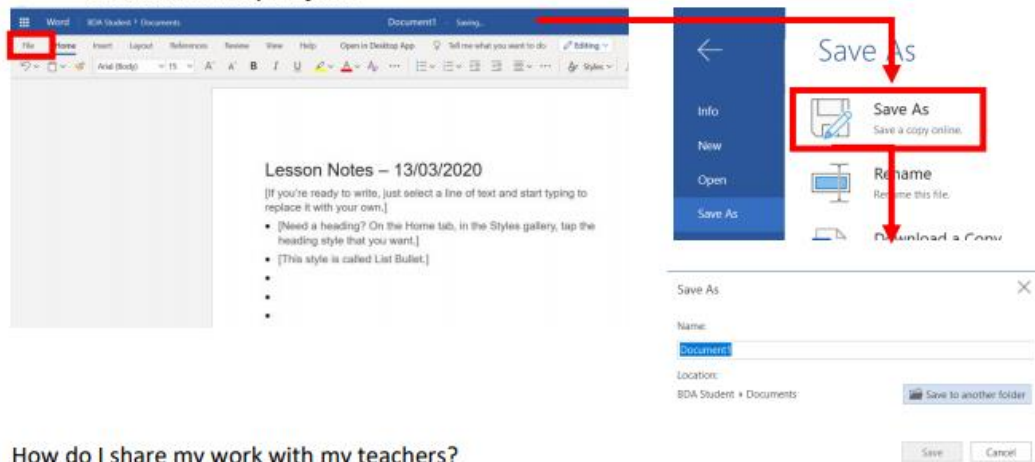 Word BDA Student › Documents Document1 - Saving...
File Home Insert Layout References Review View Help Open in Desktop App Tell me what you want to do Editing
Arial (Body) 15 A A B I U A Styles
Lesson Notes – 13/03/2020
[If you're ready to write, just select a line of text and start typing to
replace it with your own.]
• [Need a heading? On the Home tab, in the Styles gallery, tap the
heading style that you want.]
• [This style is called List Bullet.]
•
•
•
Save As
Info
New
Open
Save As
Save As
Save a copy online.
Rename
Rename this file.
Download a Copy
Save As
Name:
Document1
Location:
BDA Student » Documents
Save to another folder
Save Cancel
How do I share my work with my teachers?